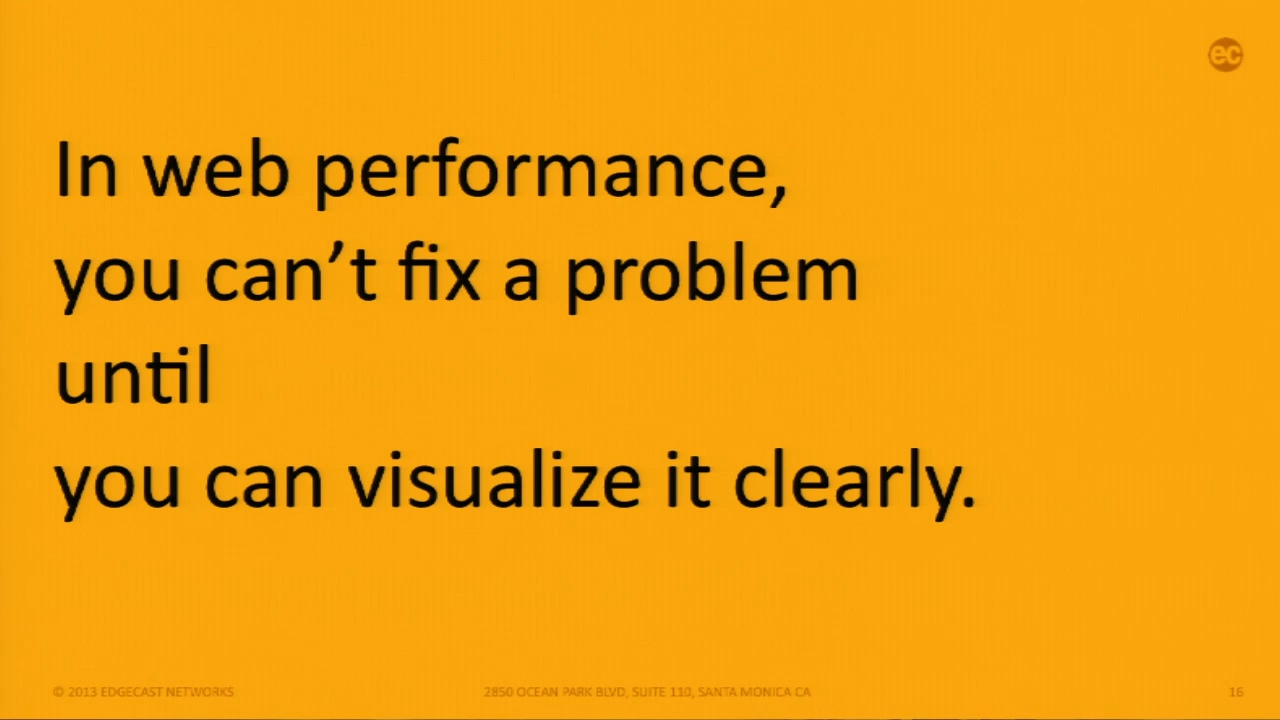 ec
In web performance,
you can’t fix a problem
until
you can visualize it clearly.
© 2013 EDGECAST NETWORKS
2850 OCEAN PARK BLVD, SUITE 110, SANTA MONICA CA
16